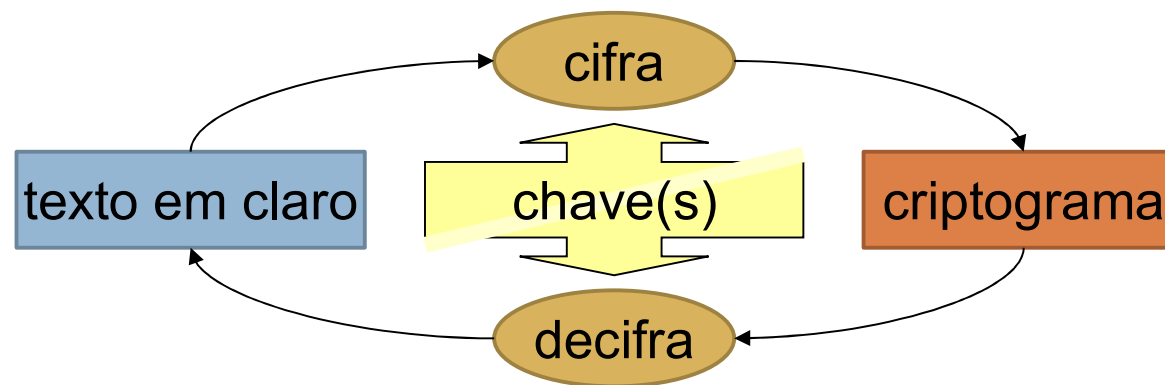 cifra
texto em claro
chave(s)
criptograma
decifra